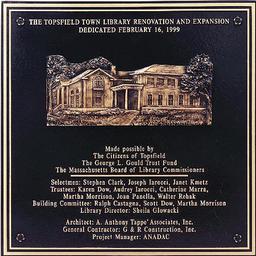 THE TOPSFIELD TOWN LIBRARY RENOVATION AND EXPANSION
DEDICATED FEBRUARY 16, 1999
Made possible by
The Citizens of Topsfield
The George L. Gould Trust Fund
The Massachusetts Board of Library Commissioners
Selectmen: Stephen Clark, Joseph Iarocci, Janet Kmetz
Trustees: Karen Dow, Audrey Iarocci, Catherine Marra,
Martha Morrison, Joan Panella, Walter Rehak
Building Committee: Ralph Castagna, Scott Dow, Martha Morrison
Library Director: Sheila Glowacki
Architect: A. Anthony Tappe' Associates, Inc.
General Contractor: G & R Construction, Inc.
Project Manager: ANADAC